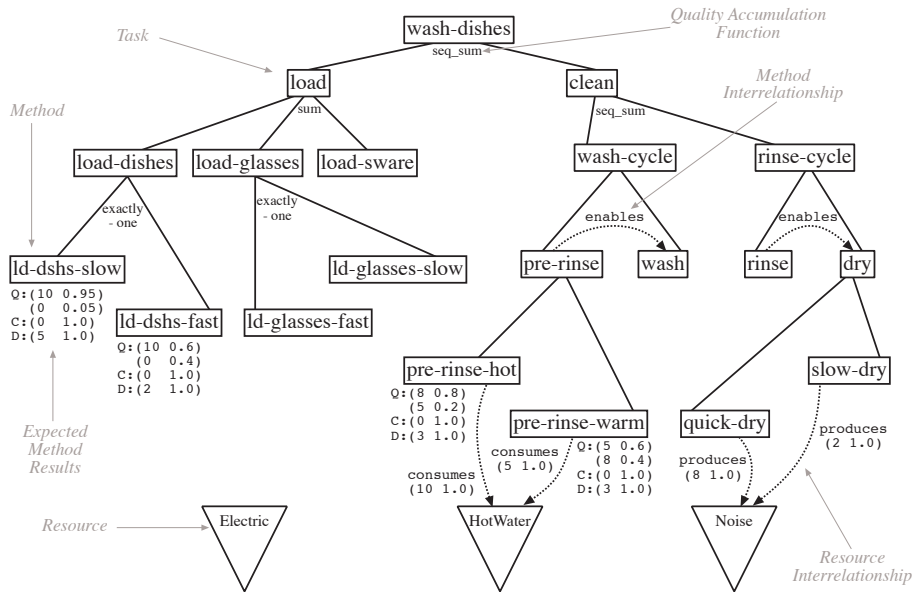 wash-dishes
seq_sum
Quality Accumulation
Function
Task
load
sum
clean
seq_sum
Method
Interrelationship
Method
load-dishes
load-glasses
load-sware
wash-cycle
rinse-cycle
exactly
- one
exactly
- one
enables
enables
ld-dshs-slow
Q:(10 0.95)
(0 0.05)
C:(0 1.0)
D:(5 1.0)
ld-glasses-slow
pre-rinse
wash
rinse
dry
ld-dshs-fast
Q:(10 0.6)
(0 0.4)
C:(0 1.0)
D:(2 1.0)
ld-glasses-fast
pre-rinse-hot
Q:(8 0.8)
(5 0.2)
C:(0 1.0)
D:(3 1.0)
slow-dry
pre-rinse-warm
Q:(5 0.6)
(8 0.4)
C:(0 1.0)
D:(3 1.0)
quick-dry
Expected
Method
Results
consumes
(10 1.0)
consumes
(5 1.0)
produces
(8 1.0)
produces
(2 1.0)
Resource
Electric
HotWater
Noise
Resource
Interrelationship